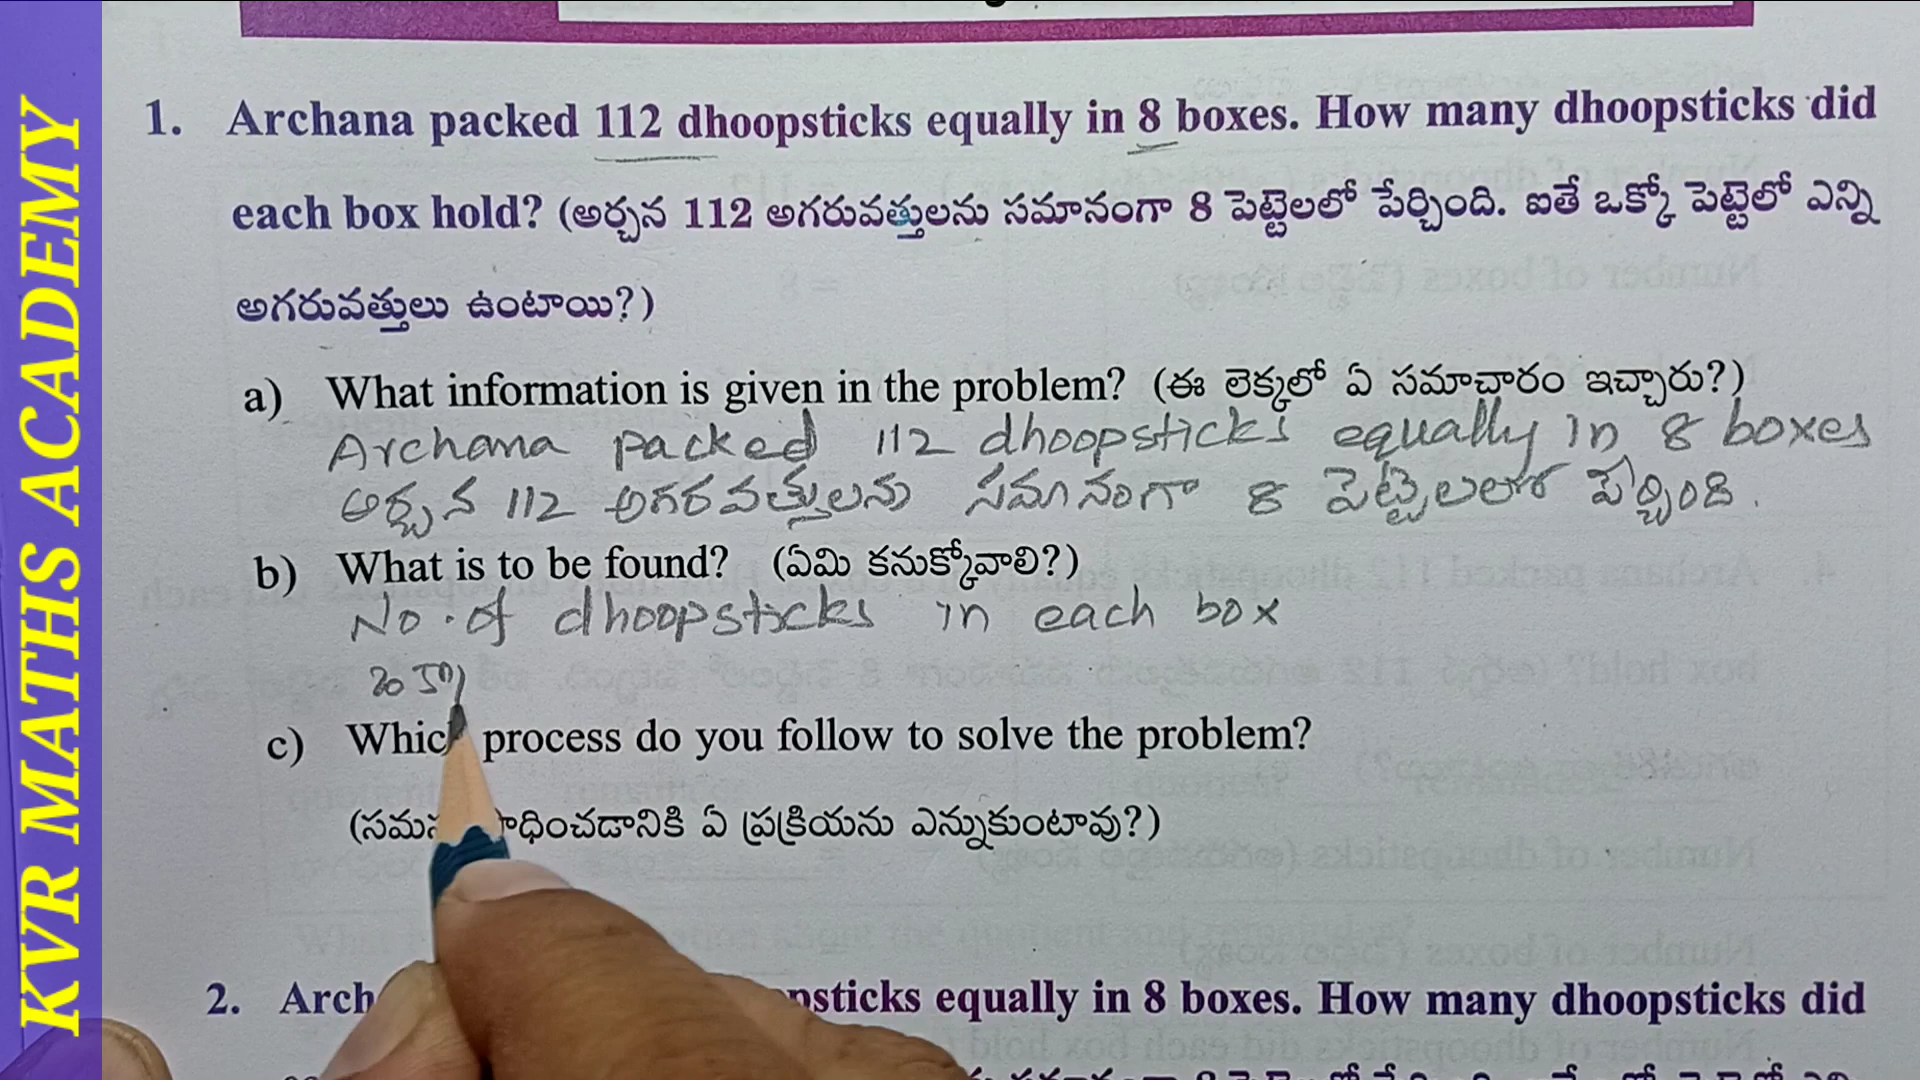 KVR MATHS ACADEMY
1. Archana packed 112 dhoopsticks equally in 8 boxes. How many dhoopsticks did
each box hold? (అర్చన 112 అగరువత్తులను సమానంగా 8 పెట్టెలలో పేర్చింది. ఐతే ఒక్కో పెట్టెలో ఎన్ని
అగరువత్తులు ఉంటాయి?)
a) What information is given in the problem? (ఈ లెక్కలో ఏ సమాచారం ఇచ్చారు?)
Archana packed 112 dhoopsticks equally in 8 boxes
అర్చన 112 అగరవత్తులను సమానంగా 8 పెట్టెలలో పేర్చింది.
b) What is to be found? (ఏమి కనుక్కోవాలి?)
No. of dhoopsticks in each box
c) Which process do you follow to solve the problem?
సాధించడానికి ఏ ప్రక్రియను ఎన్నుకుంటావు?)
2. Arch psticks equally in 8 boxes. How many dhoopsticks did